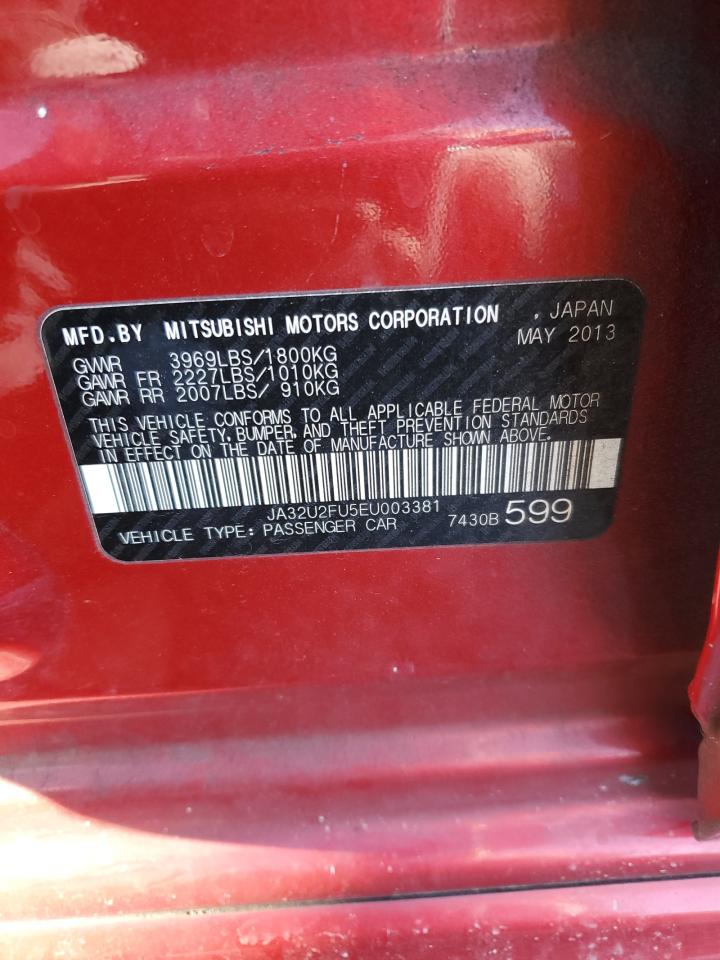 MFD.BY MITSUBISHI MOTORS CORPORATION , JAPAN
MAY 2013
GVWR 3969LBS/1800KG
GAWR FR 2227LBS/1010KG
GAWR RR 2007LBS/ 910KG
THIS VEHICLE CONFORMS TO ALL APPLICABLE FEDERAL MOTOR
VEHICLE SAFETY, BUMPER, AND THEFT PREVENTION STANDARDS
IN EFFECT ON THE DATE OF MANUFACTURE SHOWN ABOVE.
JA32U2FU5EU003381
VEHICLE TYPE: PASSENGER CAR 7430B 599